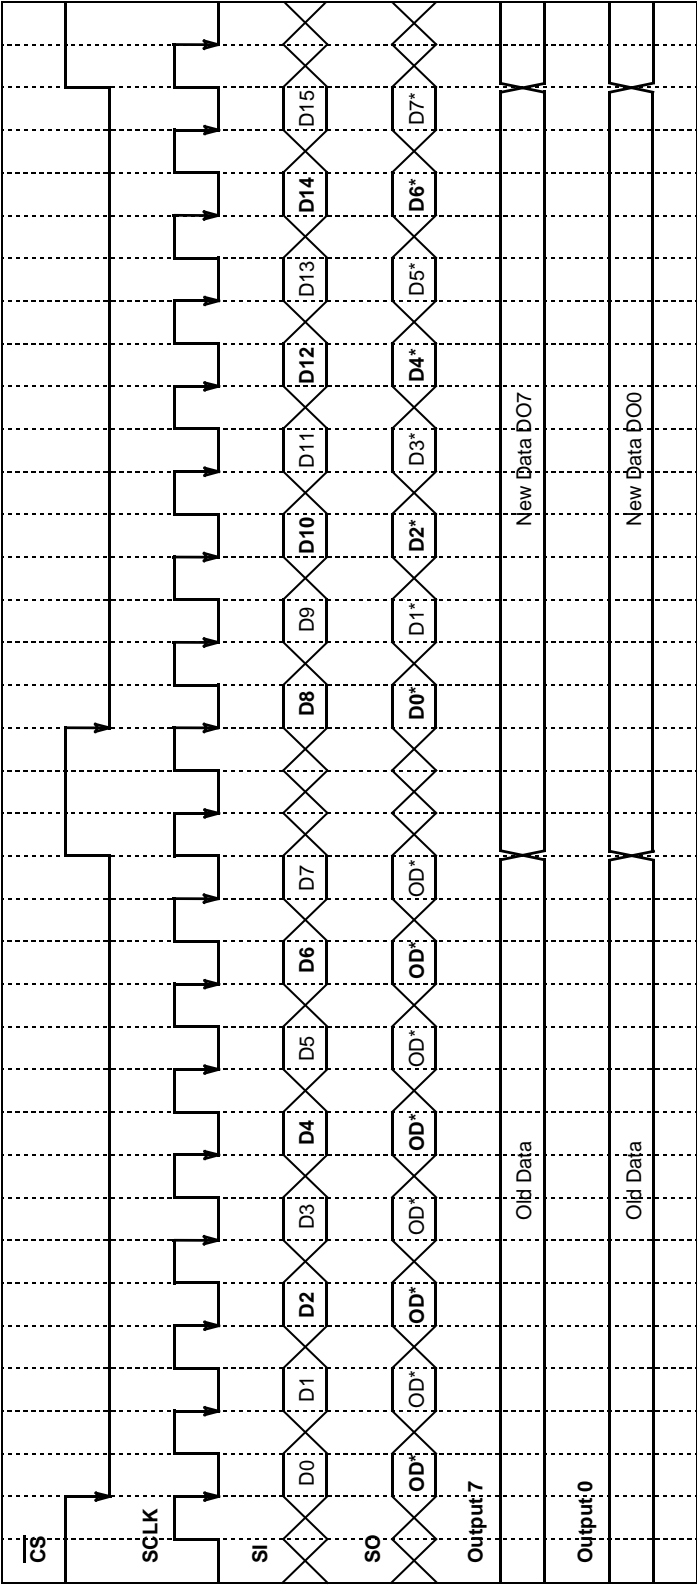 CS
SCLK
SI D0 D1 D2 D3 D4 D5 D6 D7 D8 D9 D10 D11 D12 D13 D14 D15
SO OD* OD* OD* OD* OD* OD* OD* OD* D0* D1* D2* D3* D4* D5* D6* D7*
Output 7 Old Data New Data DO7
Output 0 Old Data New Data DO0